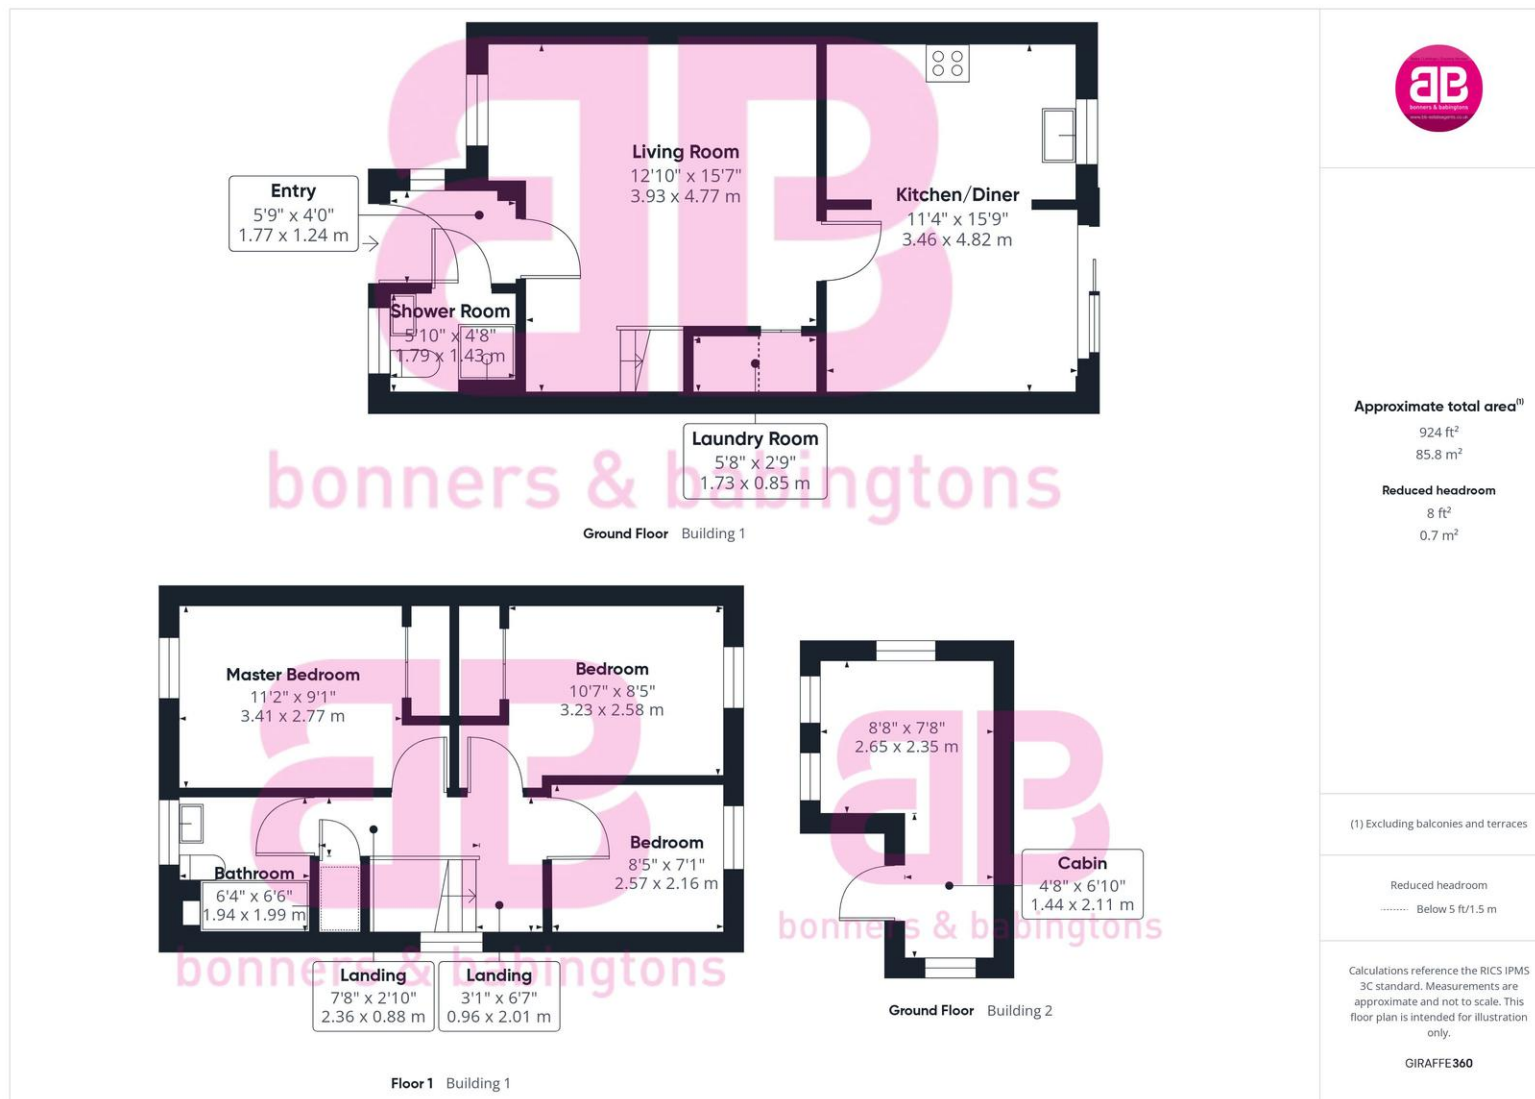 Living Room
12'10" x 15'7"
3.93 x 4.77 m
Kitchen/Diner
11'4" x 15'9"
3.46 x 4.82 m
Entry
5'9" x 4'0"
1.77 x 1.24 m
Shower Room
5'10" x 4'8"
1.79 x 1.43 m
Laundry Room
5'8" x 2'9"
1.73 x 0.85 m
bonners & babingtons
Ground Floor Building 1
Master Bedroom
11'2" x 9'1"
3.41 x 2.77 m
Bedroom
10'7" x 8'5"
3.23 x 2.58 m
Bedroom
8'5" x 7'1"
2.57 x 2.16 m
Bathroom
6'4" x 6'6"
1.94 x 1.99 m
bonners & babingtons
Landing
7'8" x 2'10"
2.36 x 0.88 m
Landing
3'1" x 6'7"
0.96 x 2.01 m
Floor 1 Building 1
8'8" x 7'8"
2.65 x 2.35 m
Cabin
4'8" x 6'10"
1.44 x 2.11 m
bonners & babingtons
Ground Floor Building 2
bonners & babingtons
Approximate total area(1)
924 ft²
85.8 m²
Reduced headroom
8 ft²
0.7 m²
(1) Excluding balconies and terraces
Reduced headroom
Below 5 ft/1.5 m
Calculations reference the RICS IPMS
3C standard. Measurements are
approximate and not to scale. This
floor plan is intended for illustration
only.
GIRAFFE360